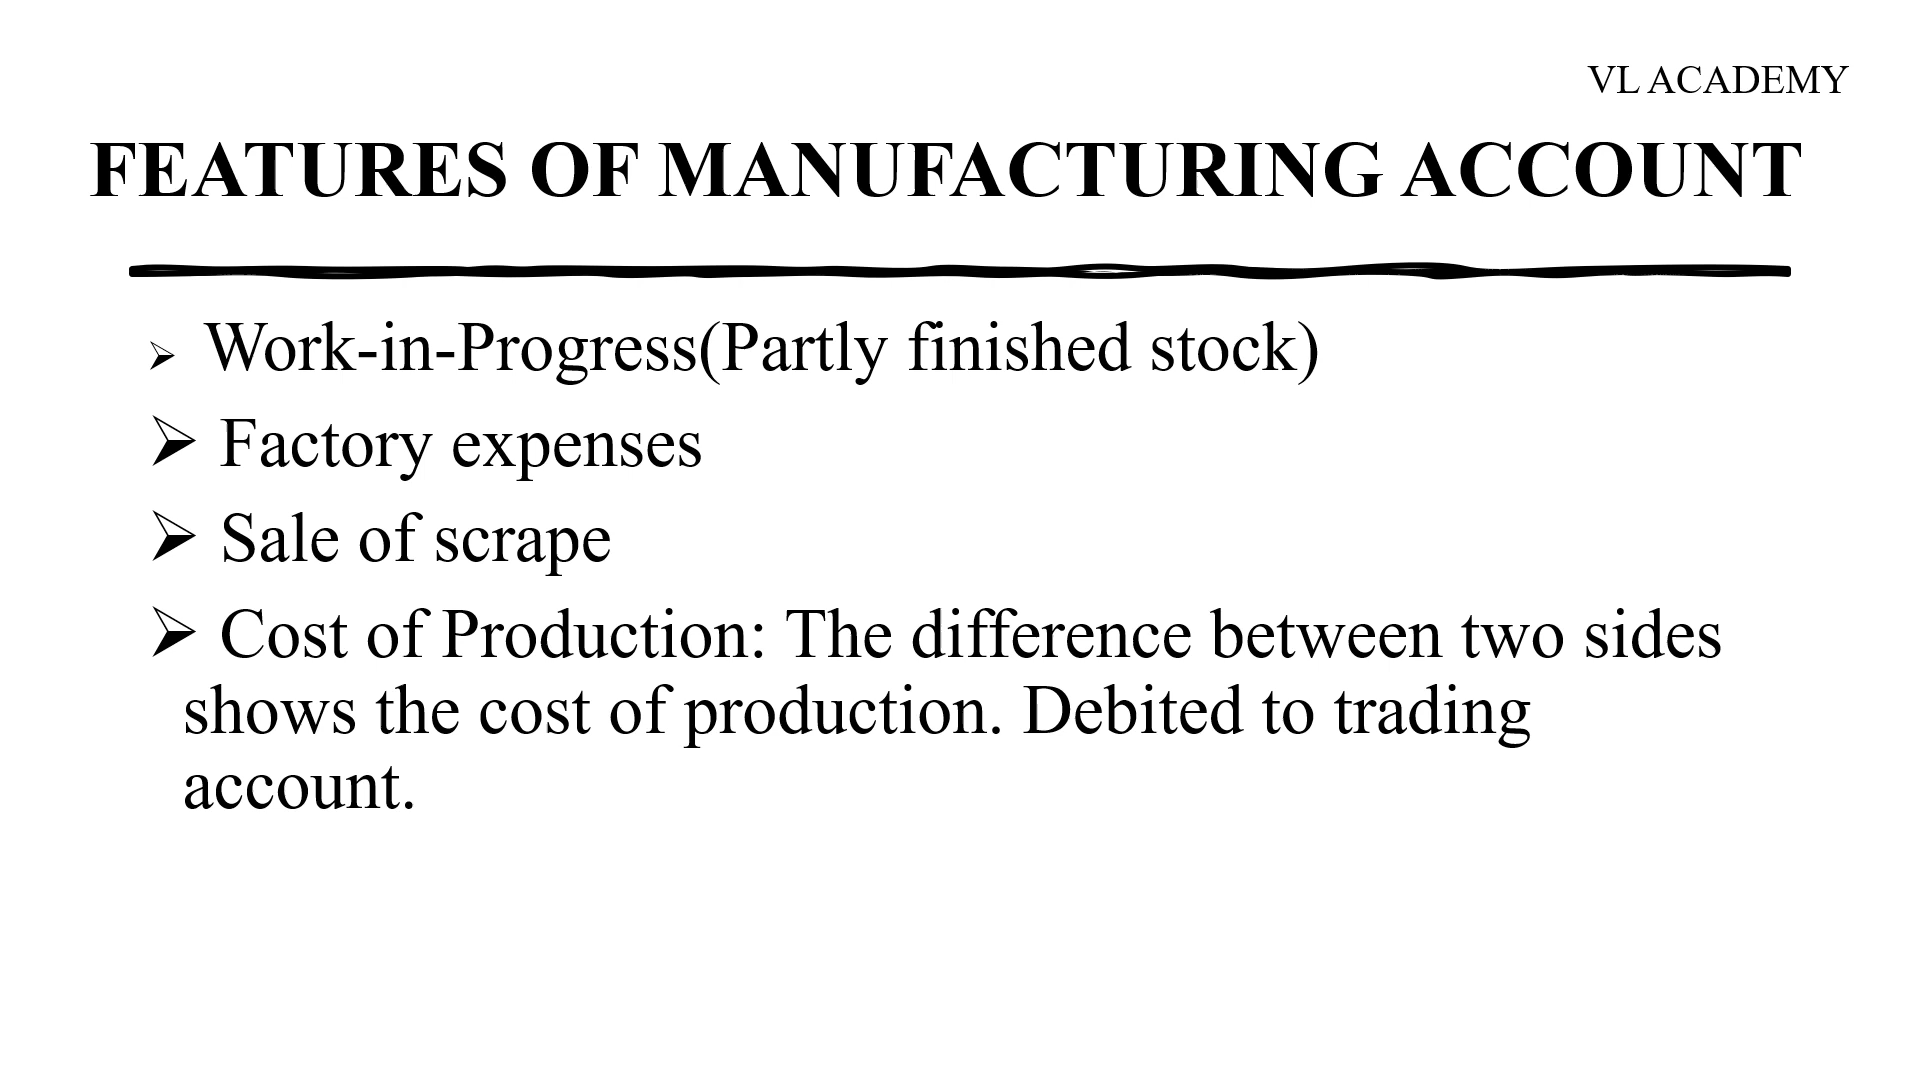 VL ACADEMY
FEATURES OF MANUFACTURING ACCOUNT
➢ Work-in-Progress(Partly finished stock)
➢ Factory expenses
➢ Sale of scrape
➢ Cost of Production: The difference between two sides
shows the cost of production. Debited to trading
account.